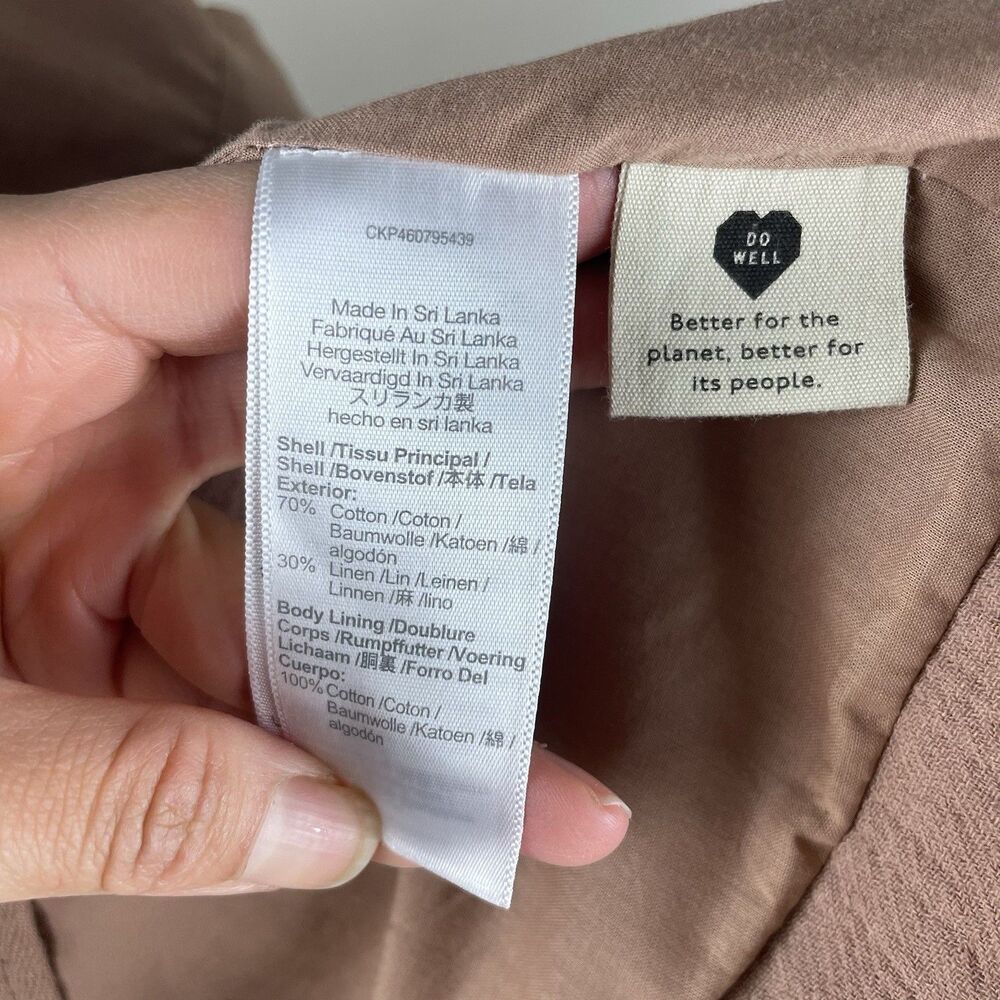 CKP460795439
Made In Sri Lanka
Fabriqué Au Sri Lanka
Hergestellt In Sri Lanka
Vervaardigd In Sri Lanka
スリランカ製
hecho en sri lanka
Shell /Tissu Principal /
Shell /Bovenstof /本体 /Tela
Exterior:
70% Cotton /Coton /
Baumwolle /Katoen /綿 /
algodón
30% Linen /Lin /Leinen /
Linnen /麻 /lino
Body Lining /Doublure
Corps /Rumpffutter /Voering
Lichaam /胴裏 /Forro Del
Cuerpo:
100% Cotton /Coton /
Baumwolle /Katoen /綿 /
algodón
DO
WELL
Better for the
planet, better for
its people.